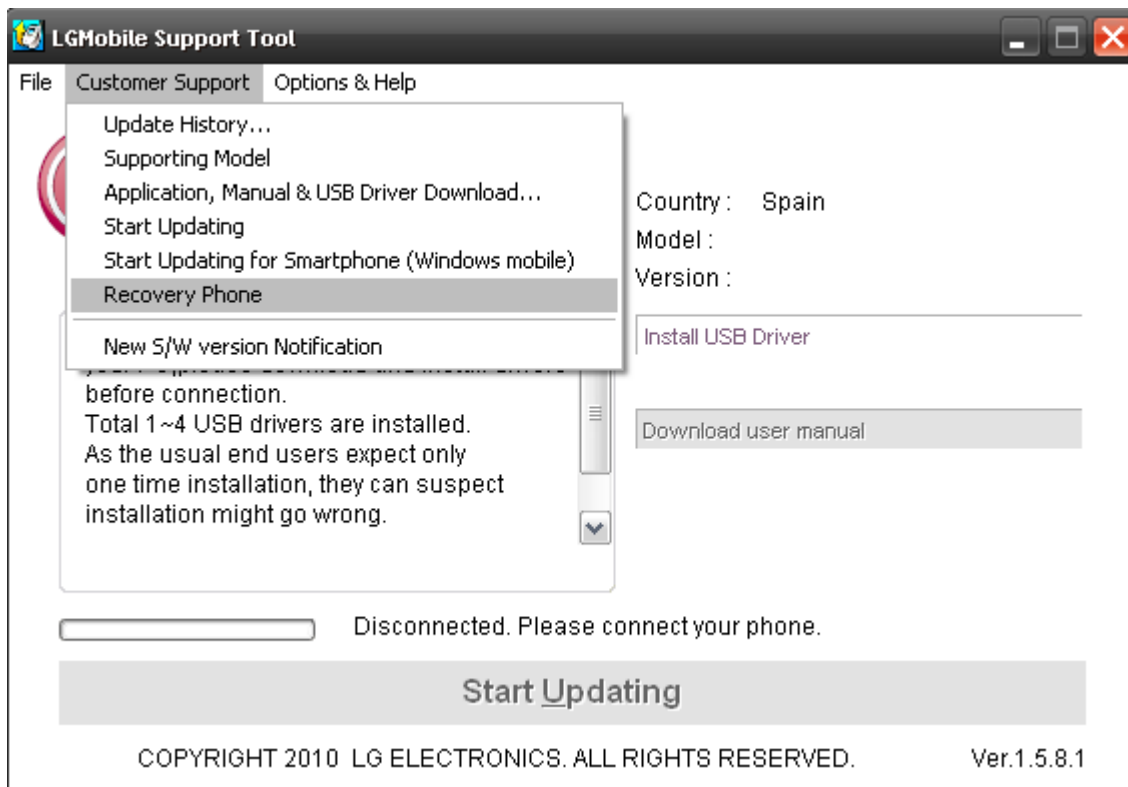 LGMobile Support Tool
File Customer Support Options & Help
Update History...
Supporting Model
Application, Manual & USB Driver Download...
Start Updating
Start Updating for Smartphone (Windows mobile)
Recovery Phone
New S/W version Notification
before connection.
Total 1~4 USB drivers are installed.
As the usual end users expect only
one time installation, they can suspect
installation might go wrong.
Country : Spain
Model :
Version :
Install USB Driver
Download user manual
Disconnected. Please connect your phone.
Start Updating
COPYRIGHT 2010 LG ELECTRONICS. ALL RIGHTS RESERVED. Ver.1.5.8.1